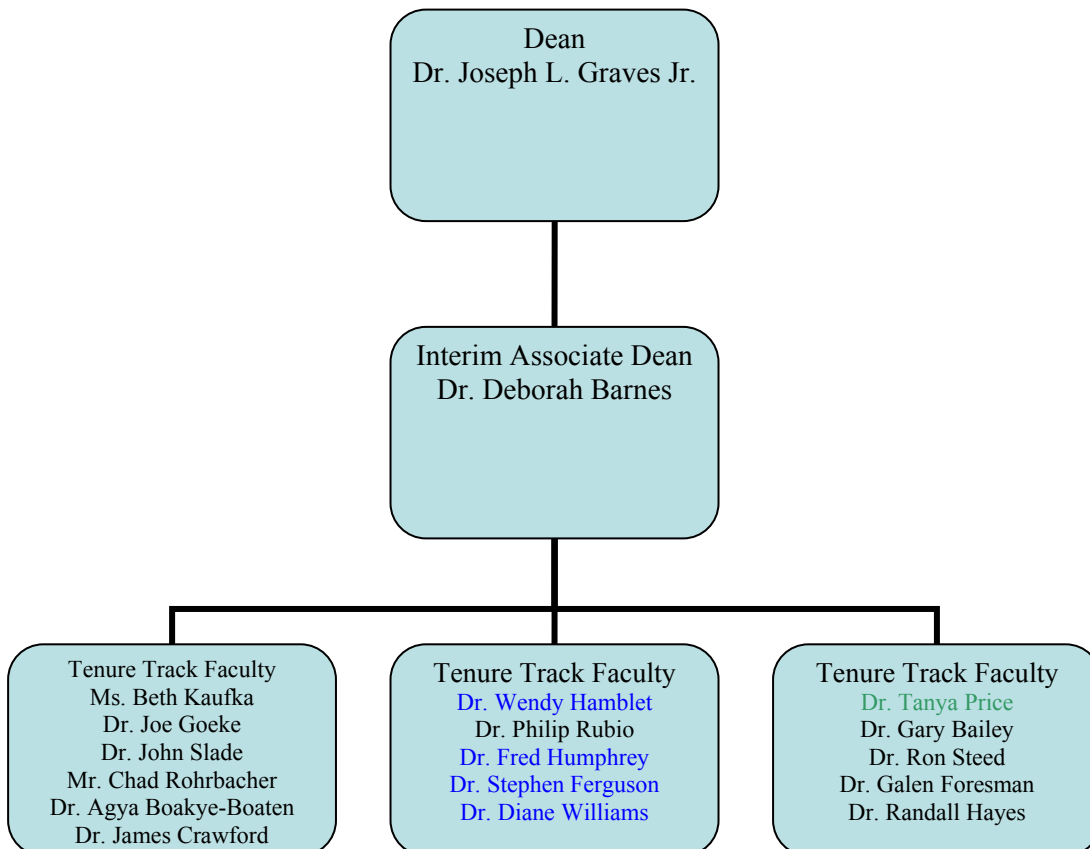 Dean
Dr. Joseph L. Graves Jr.
Interim Associate Dean
Dr. Deborah Barnes
Tenure Track Faculty
Ms. Beth Kaufka
Dr. Joe Goeke
Dr. John Slade
Mr. Chad Rohrbacher
Dr. Agya Boakye-Boaten
Dr. James Crawford
Tenure Track Faculty
Dr. Wendy Hamblet
Dr. Philip Rubio
Dr. Fred Humphrey
Dr. Stephen Ferguson
Dr. Diane Williams
Tenure Track Faculty
Dr. Tanya Price
Dr. Gary Bailey
Dr. Ron Steed
Dr. Galen Foresman
Dr. Randall Hayes